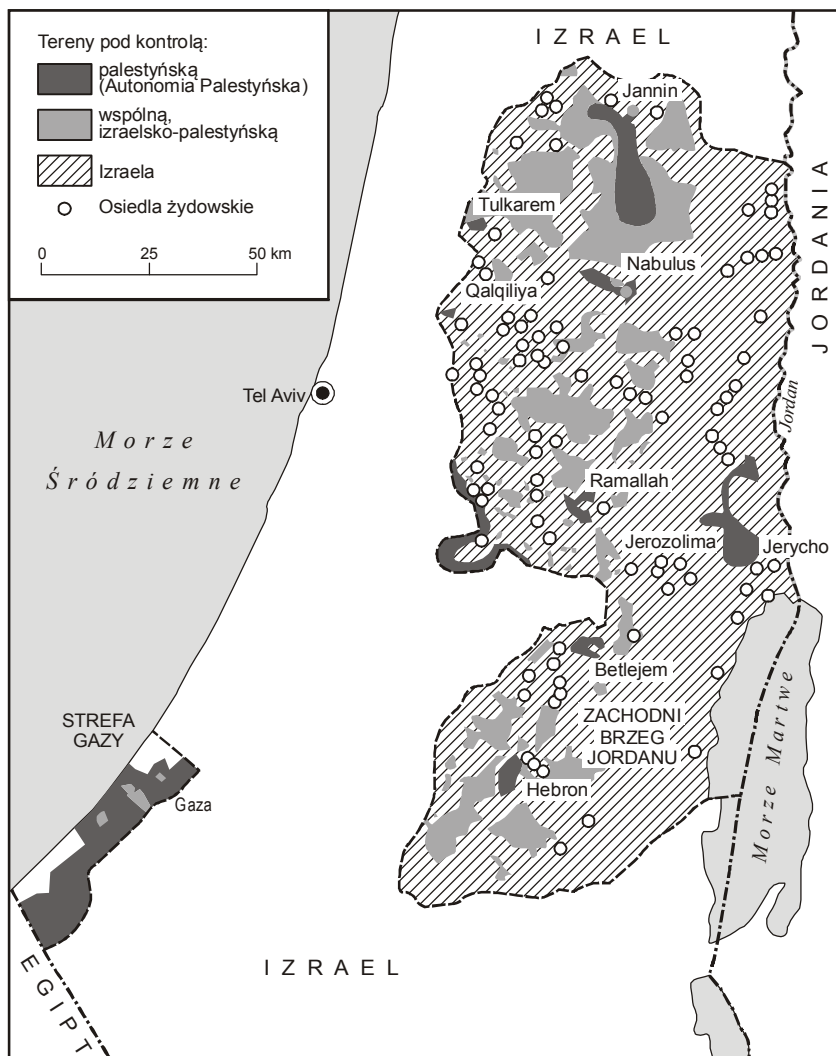 Tereny pod kontrolą:
palestyńską
(Autonomia Palestyńska)
wspólną,
izraelsko-palestyńską
Izraela
Osiedla żydowskie
0 25 50 km
IZRAEL
Jannin
JORDANIA
Tulkarem
Nabulus
Qalqiliya
Tel Aviv
Jordan
Morze
Śródziemne
Ramallah
Jerozolima
Jerycho
Betlejem
STREFA
GAZY
ZACHODNI
BRZEG
JORDANU
Morze Martwe
Hebron
Gaza
IZRAEL
EGIPT